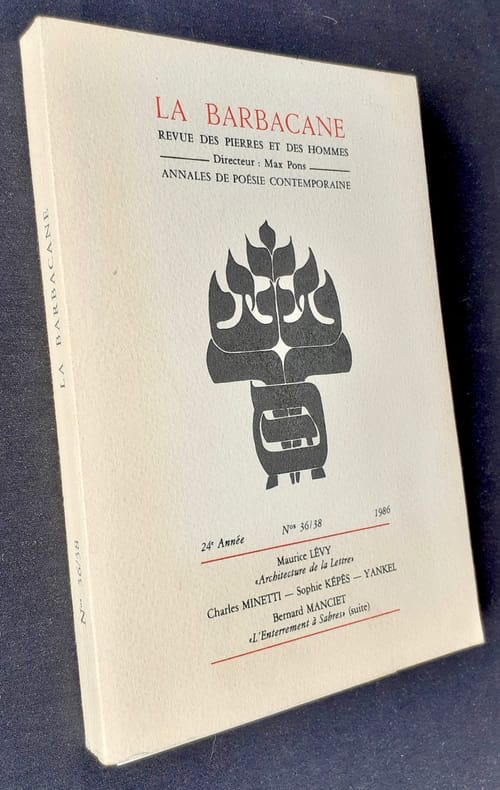 LA BARBACANE
REVUE DES PIERRES ET DES HOMMES
Directeur : Max Pons
ANNALES DE POÉSIE CONTEMPORAINE
24e Année Nos 36/38 1986
Maurice LÉVY
«Architecture de la Lettre»
Charles MINETTI — Sophie KÉPÈS — YANKEL
Bernard MANCIET
«L'Enterrement à Sabres» (suite)
LA BARBACANE
Nos 36/38